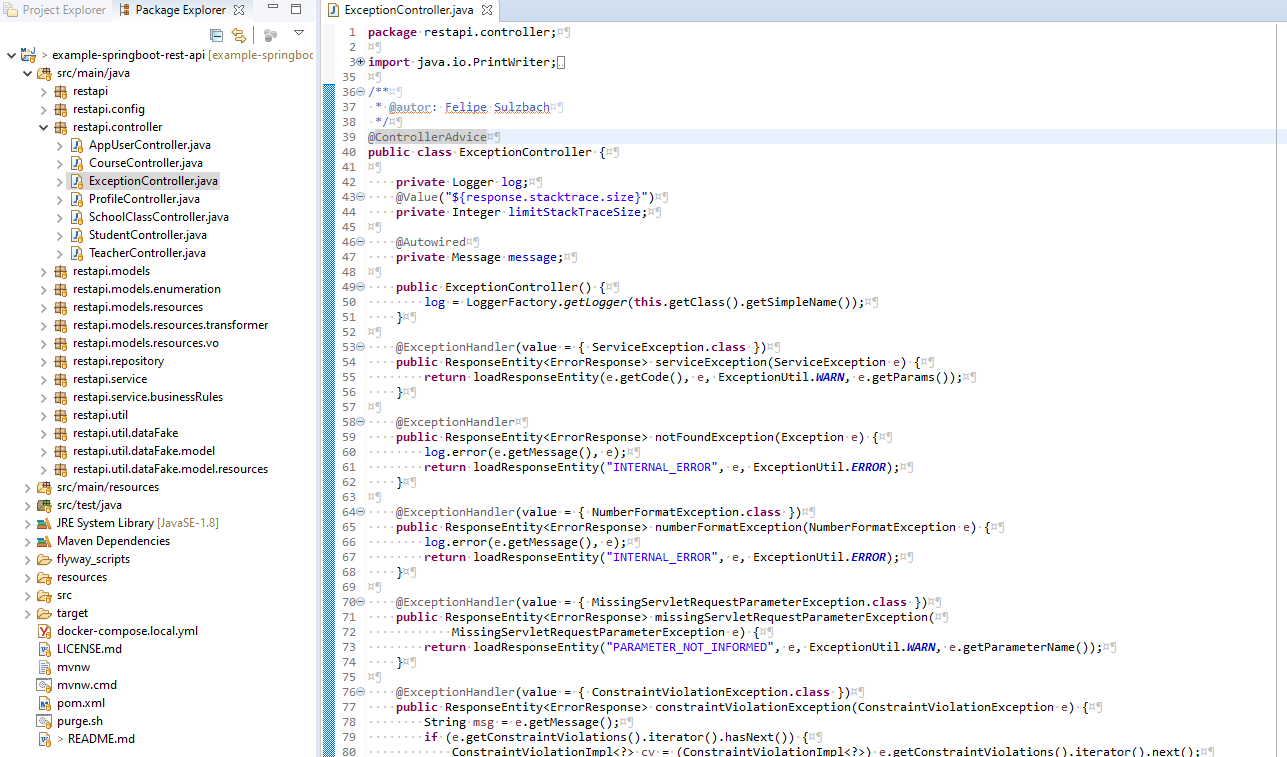 Project Explorer
Package Explorer
ExceptionController.java
> example-springboot-rest-api [example-springboo
src/main/java
restapi
restapi.config
restapi.controller
AppUserController.java
CourseController.java
ExceptionController.java
ProfileController.java
SchoolClassController.java
StudentController.java
TeacherController.java
restapi.models
restapi.models.enumeration
restapi.models.resources
restapi.models.resources.transformer
restapi.models.resources.vo
restapi.repository
restapi.service
restapi.service.businessRules
restapi.util
restapi.util.dataFake
restapi.util.dataFake.model
restapi.util.dataFake.model.resources
src/main/resources
src/test/java
JRE System Library [JavaSE-1.8]
Maven Dependencies
flyway_scripts
resources
src
target
docker-compose.local.yml
LICENSE.md
mvnw
mvnw.cmd
pom.xml
purge.sh
> README.md
1 package restapi.controller;
2
3 import java.io.PrintWriter;
35
36 /**
37 * @autor: Felipe Sulzbach
38 */
39 @ControllerAdvice
40 public class ExceptionController {
41
42 private Logger log;
43 @Value("${response.stacktrace.size}")
44 private Integer limitStackTraceSize;
45
46 @Autowired
47 private Message message;
48
49 public ExceptionController() {
50 log = LoggerFactory.getLogger(this.getClass().getSimpleName());
51 }
52
53 @ExceptionHandler(value = { ServiceException.class })
54 public ResponseEntity<ErrorResponse> serviceException(ServiceException e) {
55 return loadResponseEntity(e.getCode(), e, ExceptionUtil.WARN, e.getParams());
56 }
57
58 @ExceptionHandler
59 public ResponseEntity<ErrorResponse> notFoundException(Exception e) {
60 log.error(e.getMessage(), e);
61 return loadResponseEntity("INTERNAL_ERROR", e, ExceptionUtil.ERROR);
62 }
63
64 @ExceptionHandler(value = { NumberFormatException.class })
65 public ResponseEntity<ErrorResponse> numberFormatException(NumberFormatException e) {
66 log.error(e.getMessage(), e);
67 return loadResponseEntity("INTERNAL_ERROR", e, ExceptionUtil.ERROR);
68 }
69
70 @ExceptionHandler(value = { MissingServletRequestParameterException.class })
71 public ResponseEntity<ErrorResponse> missingServletRequestParameterException(
72 MissingServletRequestParameterException e) {
73 return loadResponseEntity("PARAMETER_NOT_INFORMED", e, ExceptionUtil.WARN, e.getParameterName());
74 }
75
76 @ExceptionHandler(value = { ConstraintViolationException.class })
77 public ResponseEntity<ErrorResponse> constraintViolationException(ConstraintViolationException e) {
78 String msg = e.getMessage();
79 if (e.getConstraintViolations().iterator().hasNext()) {
80 ConstraintViolationImpl<?> cv = (ConstraintViolationImpl<?>) e.getConstraintViolations().iterator().next();